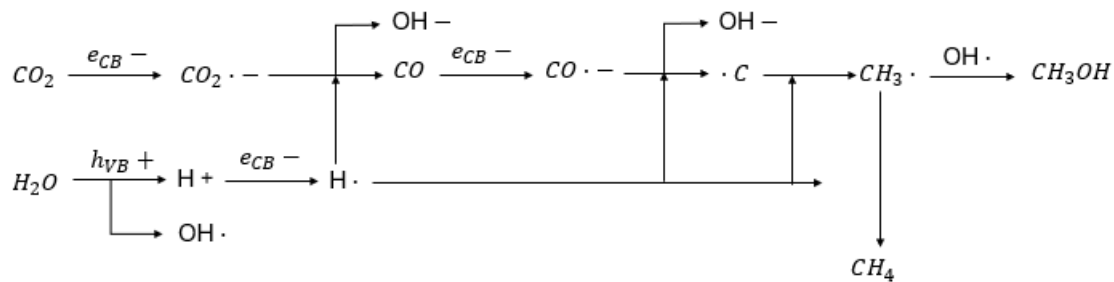 OH − OH −
CO₂ e_CB − CO₂ · − CO e_CB − CO · − · C CH₃ · OH · CH₃OH
H₂O h_VB + H + e_CB − H ·
OH ·
CH₄